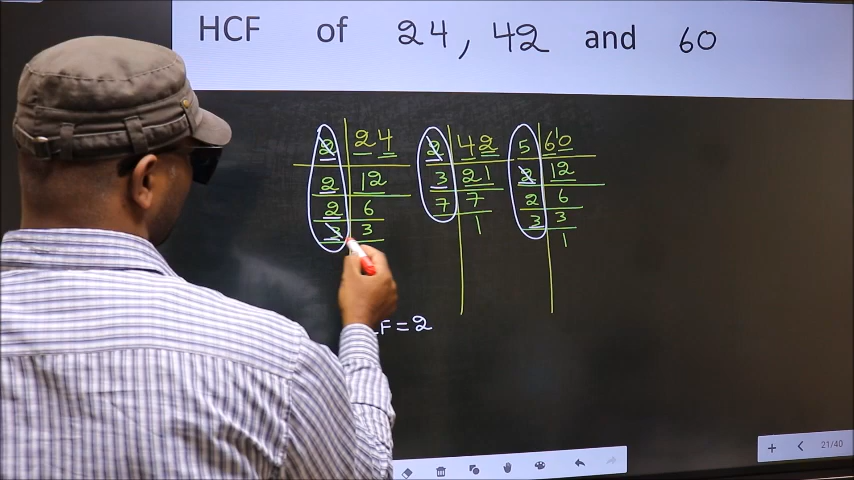 HCF of 24, 42 and 60
2 24 2 42 5 60
2 12 3 21 2 12
2 6 7 7 2 6
3 3 1 3 3
1
F = 2
21/40